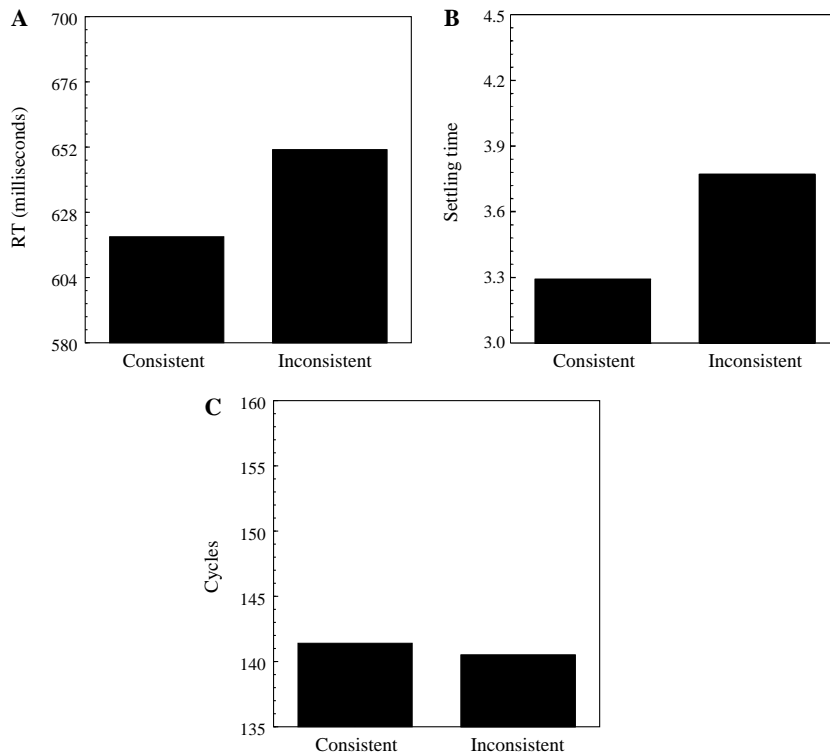 A
RT (milliseconds)
700
676
652
628
604
580
Consistent Inconsistent
B
Settling time
4.5
4.2
3.9
3.6
3.3
3.0
Consistent Inconsistent
C
Cycles
160
155
150
145
140
135
Consistent Inconsistent